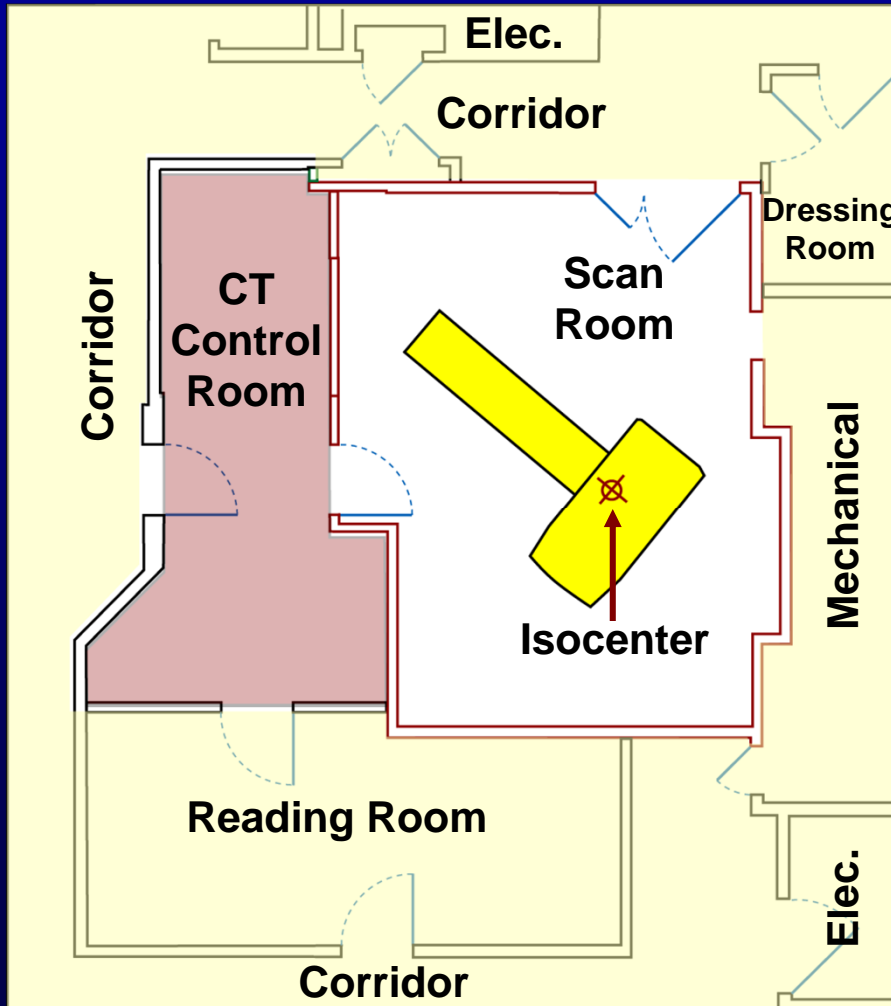 Elec.
Corridor
Dressing
Room
Scan
Room
CT
Control
Room
Corridor
Mechanical
Isocenter
Reading Room
Elec.
Corridor